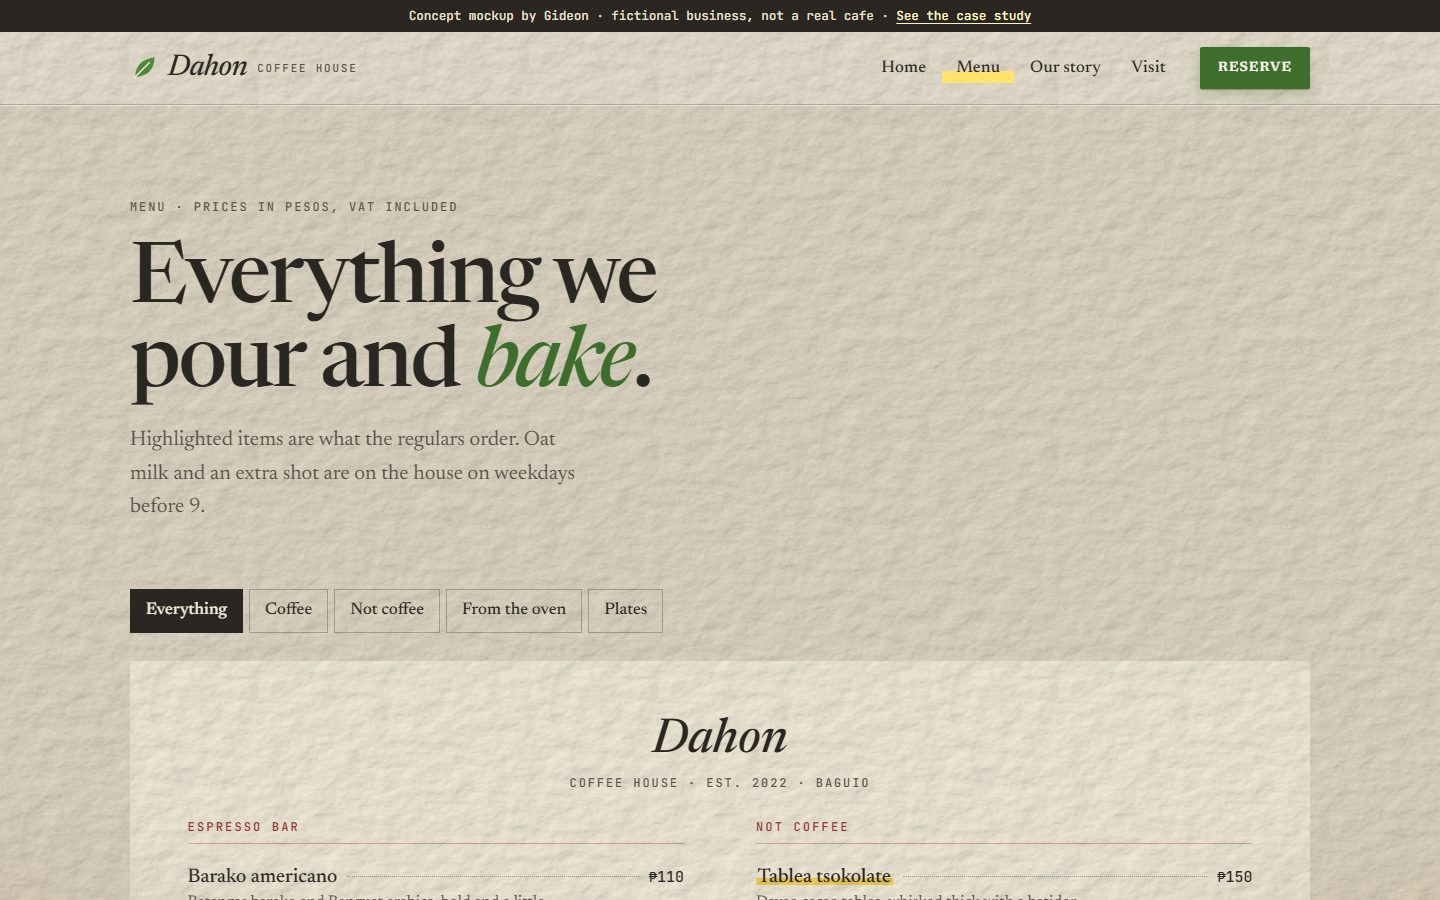 Concept mockup by Gideon · fictional business, not a real cafe · See the case study
Dahon COFFEE HOUSE
Home Menu Our story Visit RESERVE
MENU · PRICES IN PESOS, VAT INCLUDED
Everything we
pour and bake.
Highlighted items are what the regulars order. Oat
milk and an extra shot are on the house on weekdays
before 9.
Everything Coffee Not coffee From the oven Plates
Dahon
COFFEE HOUSE · EST. 2022 · BAGUIO
ESPRESSO BAR
Barako americano ₱110
NOT COFFEE
Tablea tsokolate ₱150